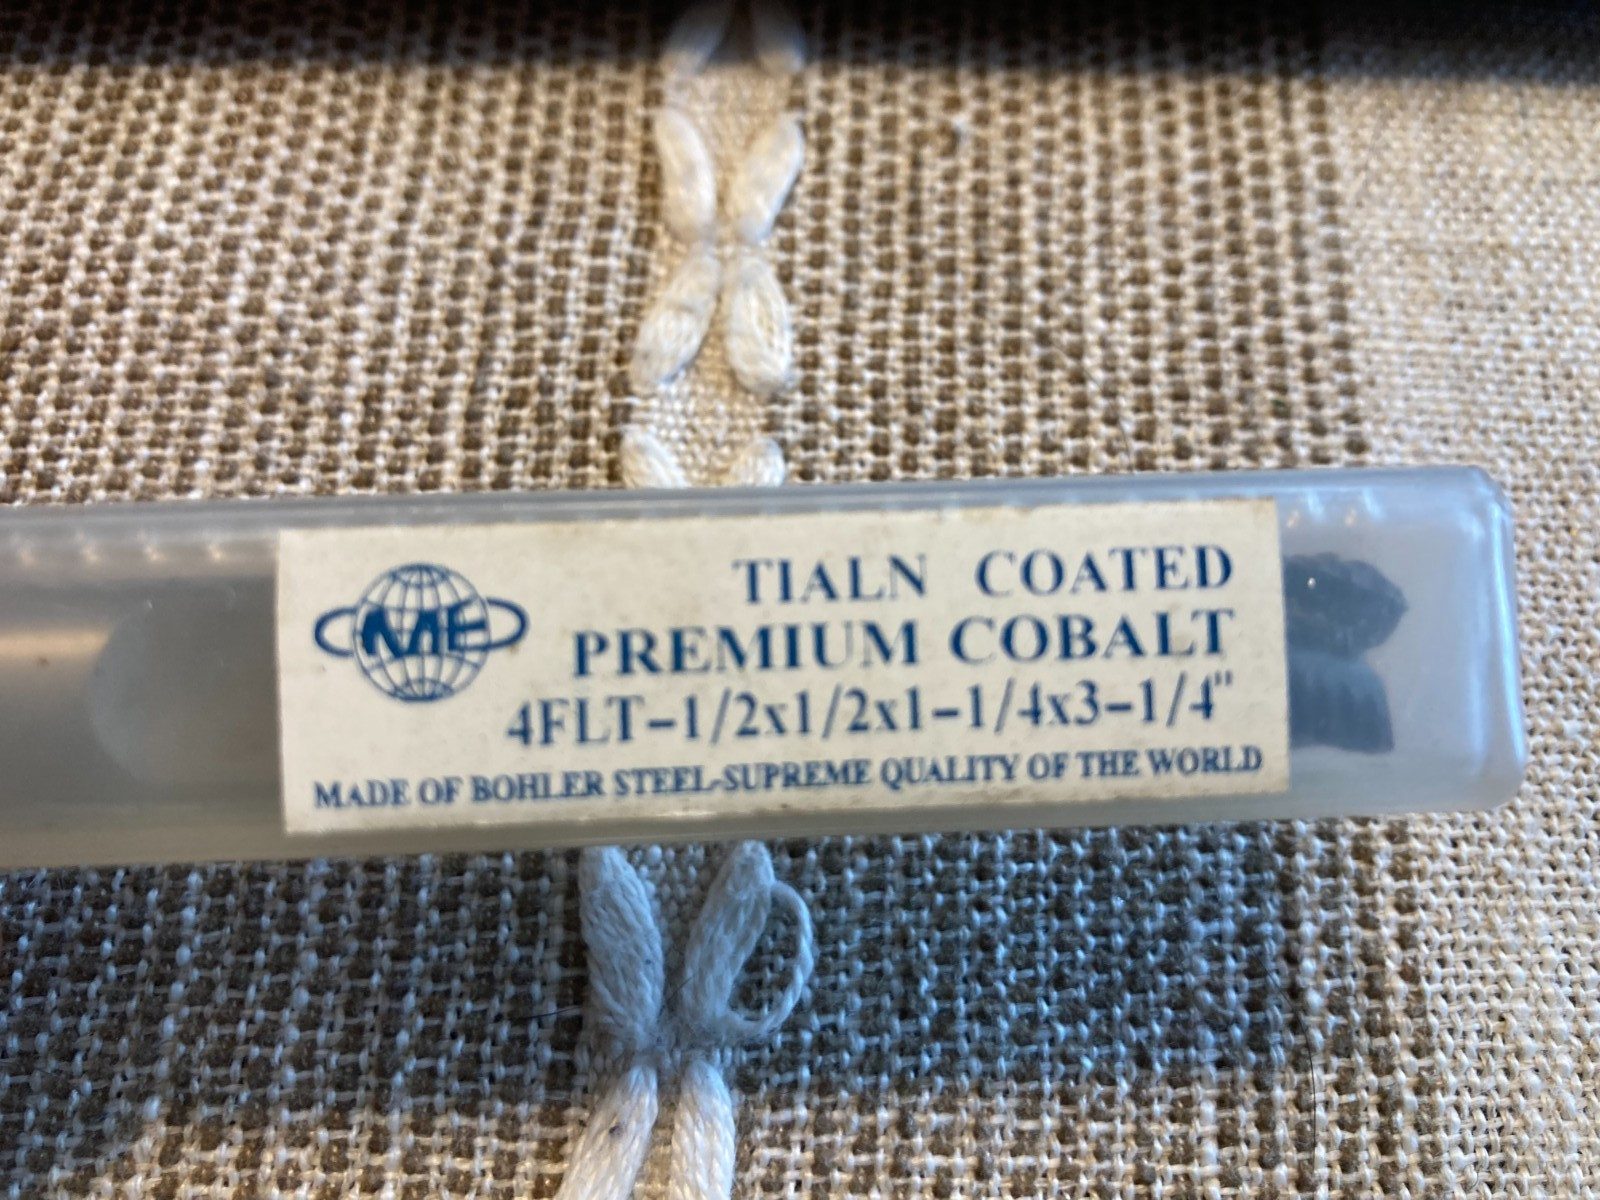 ME
TIALN COATED
PREMIUM COBALT
4FLT-1/2x1/2x1-1/4x3-1/4"
MADE OF BOHLER STEEL-SUPREME QUALITY OF THE WORLD